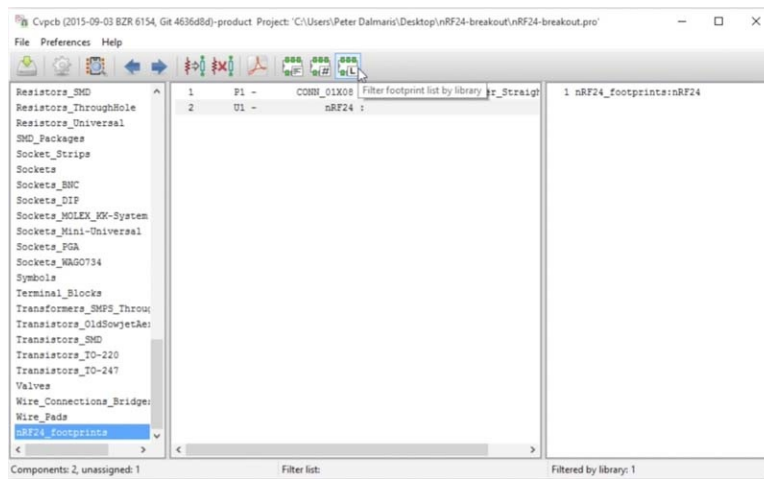 Cvpcb (2015-09-03 BZR 6154, Git 4636d8d)-product Project: 'C:\Users\Peter Dalmaris\Desktop\nRF24-breakout\nRF24-breakout.pro'
File Preferences Help
Resistors_SMD
Resistors_ThroughHole
Resistors_Universal
SMD_Packages
Socket_Strips
Sockets
Sockets_BNC
Sockets_DIP
Sockets_MOLEX_KK-System
Sockets_Mini-Universal
Sockets_PGA
Sockets_WAGO734
Symbols
Terminal_Blocks
Transformers_SMPS_Throug
Transistors_OldSowjetAe
Transistors_SMD
Transistors_TO-220
Transistors_TO-247
Valves
Wire_Connections_Bridge
Wire_Pads
nRF24_footprints
1 P1 - CONN_01X08 r_Straigh
2 U1 - nRF24 :
Filter footprint list by library
1 nRF24_footprints:nRF24
Components: 2, unassigned: 1
Filter list:
Filtered by library: 1